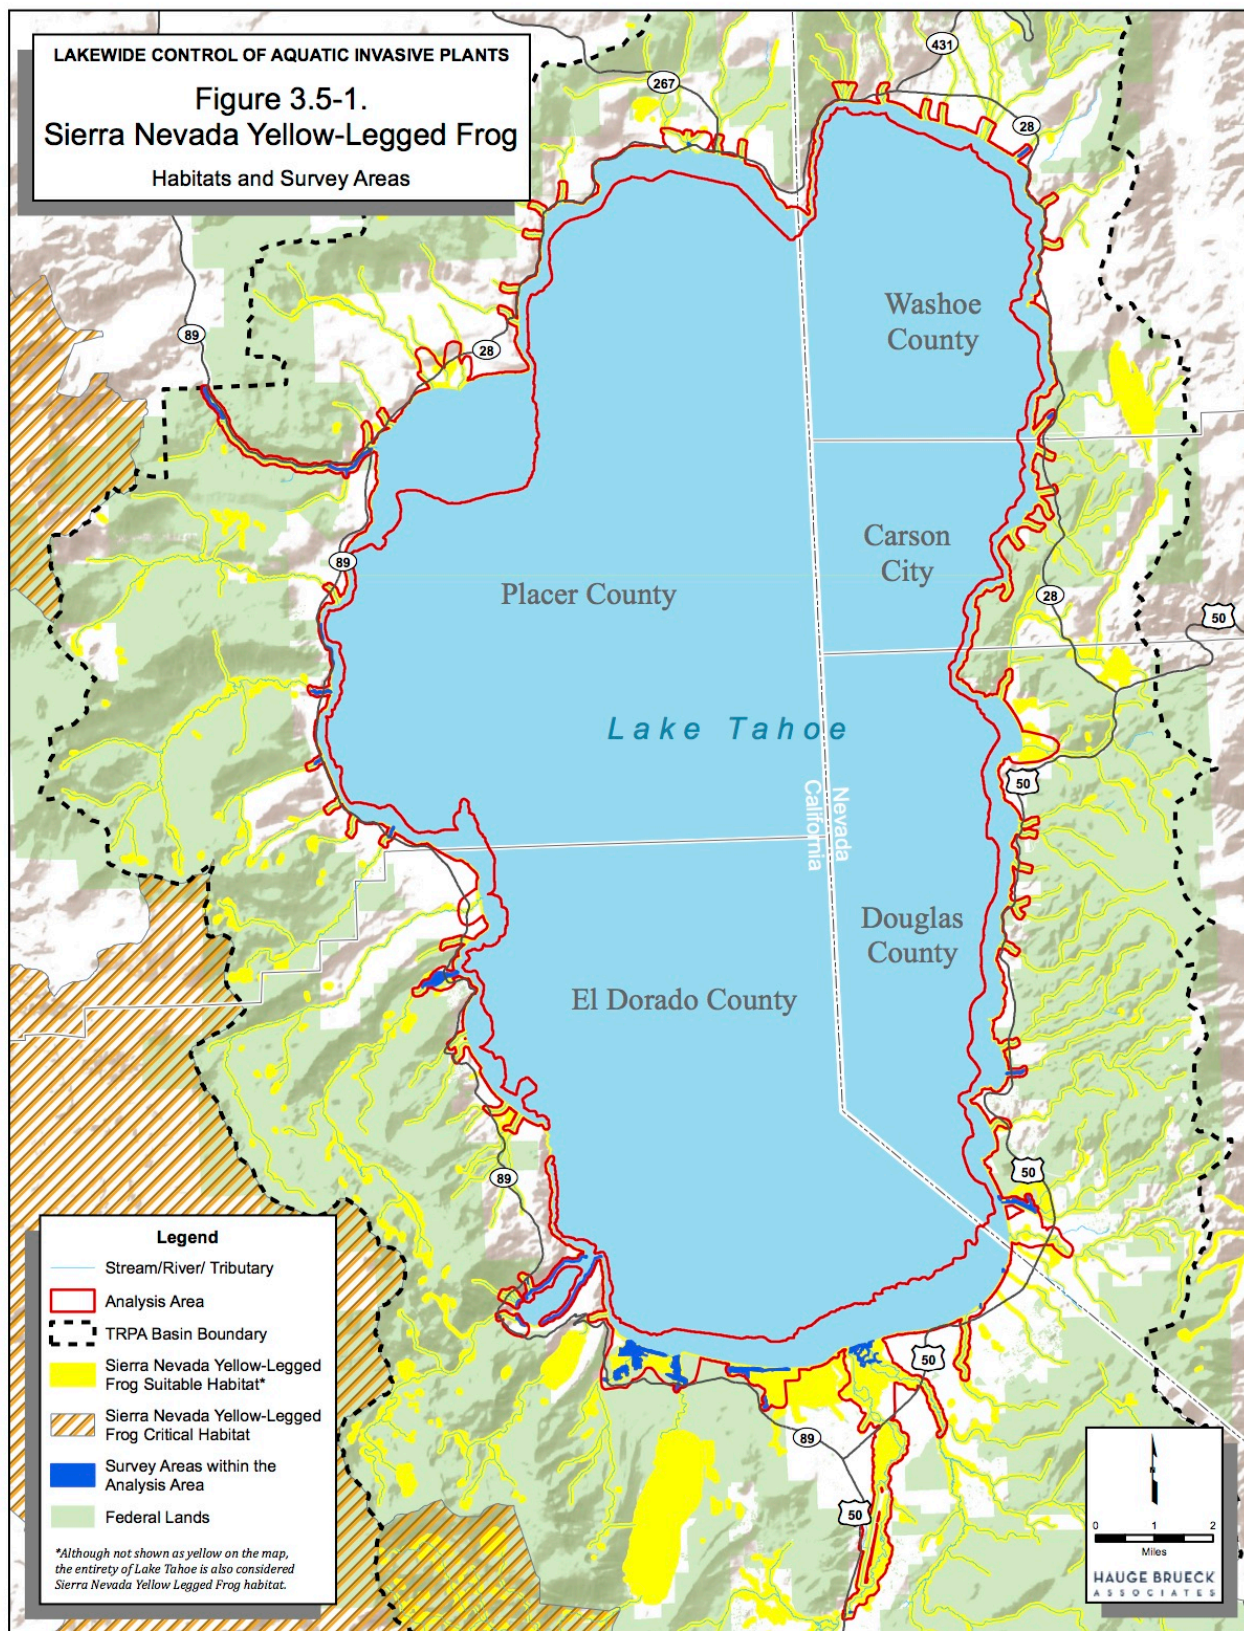 LAKEWIDE CONTROL OF AQUATIC INVASIVE PLANTS
Figure 3.5-1.
Sierra Nevada Yellow-Legged Frog
Habitats and Survey Areas
431
267
28
Washoe
County
89
28
Carson
City
89
Placer County
28
50
Lake Tahoe
50
Nevada
California
Douglas
County
El Dorado County
50
89
50
89
50
Legend
Stream/River/ Tributary
Analysis Area
TRPA Basin Boundary
Sierra Nevada Yellow-Legged
Frog Suitable Habitat*
Sierra Nevada Yellow-Legged
Frog Critical Habitat
Survey Areas within the
Analysis Area
Federal Lands
*Although not shown as yellow on the map,
the entirety of Lake Tahoe is also considered
Sierra Nevada Yellow Legged Frog habitat.
0 1 2
Miles
HAUGE BRUECK
ASSOCIATES